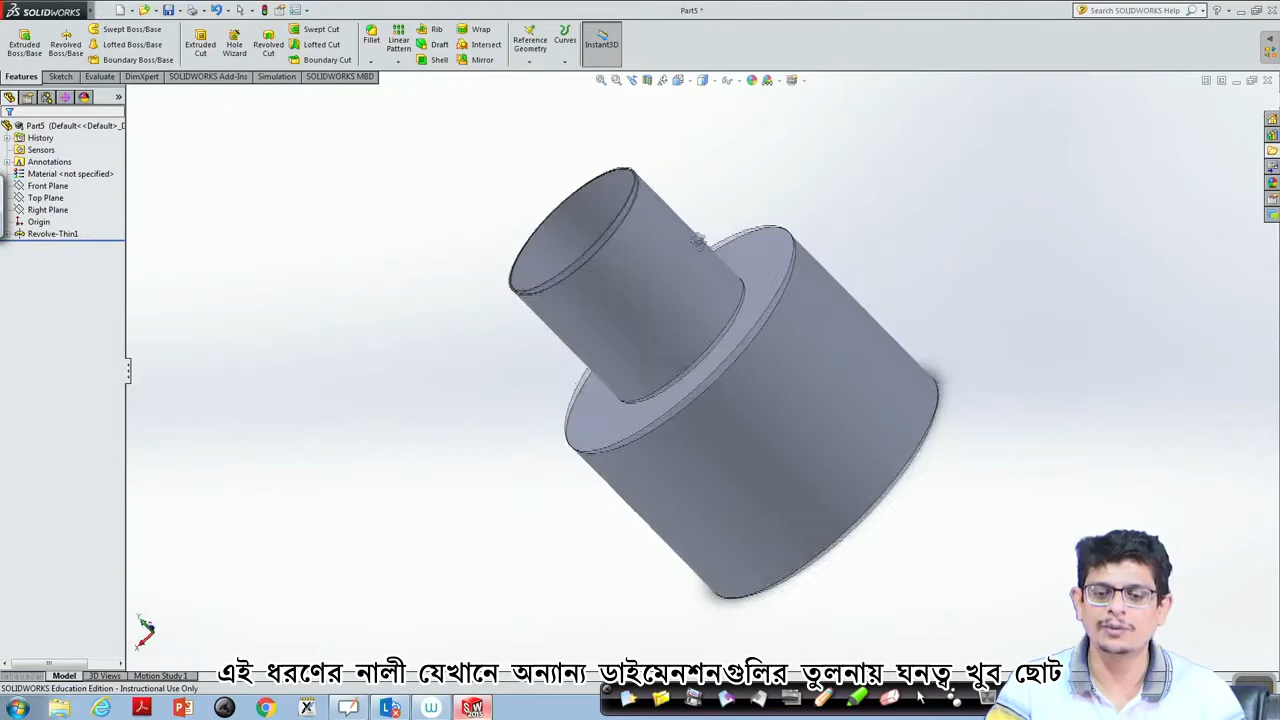 SOLIDWORKS
Part5 *
Search SOLIDWORKS Help
Extruded Boss/Base
Revolved Boss/Base
Swept Boss/Base
Lofted Boss/Base
Boundary Boss/Base
Extruded Cut
Hole Wizard
Revolved Cut
Swept Cut
Lofted Cut
Boundary Cut
Fillet
Linear Pattern
Rib
Draft
Shell
Wrap
Intersect
Mirror
Reference Geometry
Curves
Instant3D
Features
Sketch
Evaluate
DimXpert
SOLIDWORKS Add-Ins
Simulation
SOLIDWORKS MBD
Part5 (Default<<Default>_D
History
Sensors
Annotations
Material <not specified>
Front Plane
Top Plane
Right Plane
Origin
Revolve-Thin1
Model
3D Views
Motion Study 1
এই ধরণের নালী যেখানে অন্যান্য ডাইমেনশনগুলির তুলনায় ঘনত্ব খুব ছোট
SOLIDWORKS Education Edition - Instructional Use Only